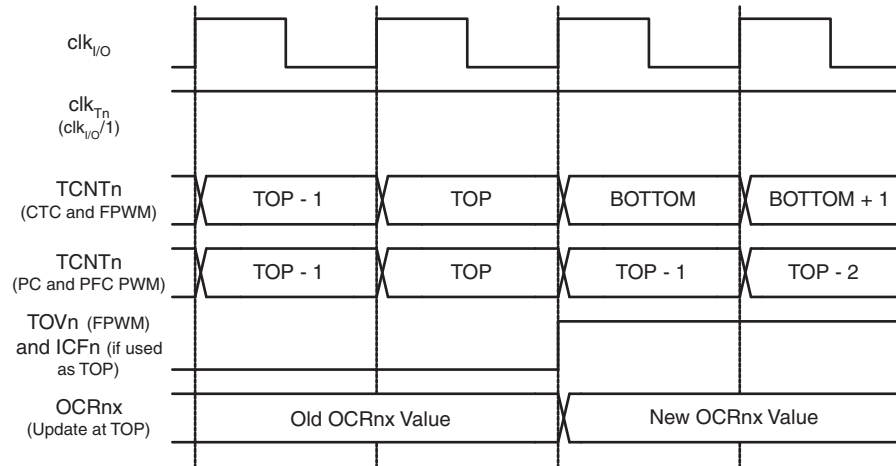 clkI/O
clkTn
(clkI/O/1)
TCNTn
(CTC and FPWM)
TOP - 1 TOP BOTTOM BOTTOM + 1
TCNTn
(PC and PFC PWM)
TOP - 1 TOP TOP - 1 TOP - 2
TOVn (FPWM)
and ICFn (if used
as TOP)
OCRnx
(Update at TOP)
Old OCRnx Value New OCRnx Value